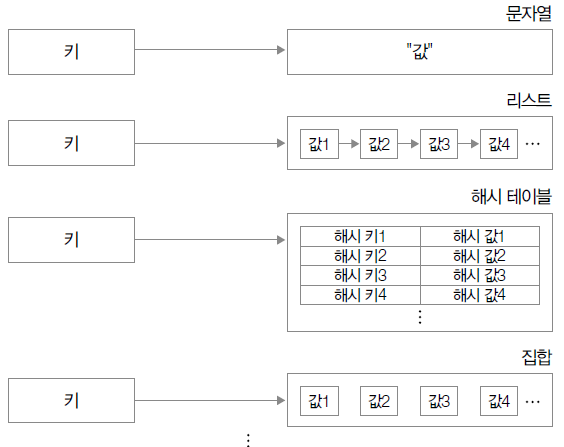 문자열
키 "값"
리스트
키 값1 값2 값3 값4 ⋯
해시 테이블
키
해시 키1 해시 값1
해시 키2 해시 값2
해시 키3 해시 값3
해시 키4 해시 값4
⋮
집합
키 값1 값2 값3 값4 ⋯
⋮